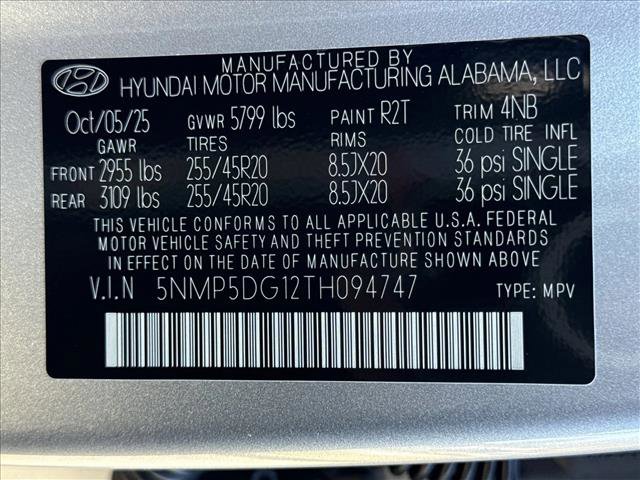 MANUFACTURED BY
HYUNDAI MOTOR MANUFACTURING ALABAMA, LLC
Oct/05/25 GVWR 5799 lbs PAINT R2T TRIM 4NB
GAWR TIRES RIMS COLD TIRE INFL
FRONT 2955 lbs 255/45R20 8.5JX20 36 psi SINGLE
REAR 3109 lbs 255/45R20 8.5JX20 36 psi SINGLE
THIS VEHICLE CONFORMS TO ALL APPLICABLE U.S.A. FEDERAL
MOTOR VEHICLE SAFETY AND THEFT PREVENTION STANDARDS
IN EFFECT ON THE DATE OF MANUFACTURE SHOWN ABOVE.
V.I.N 5NMP5DG12TH094747 TYPE: MPV